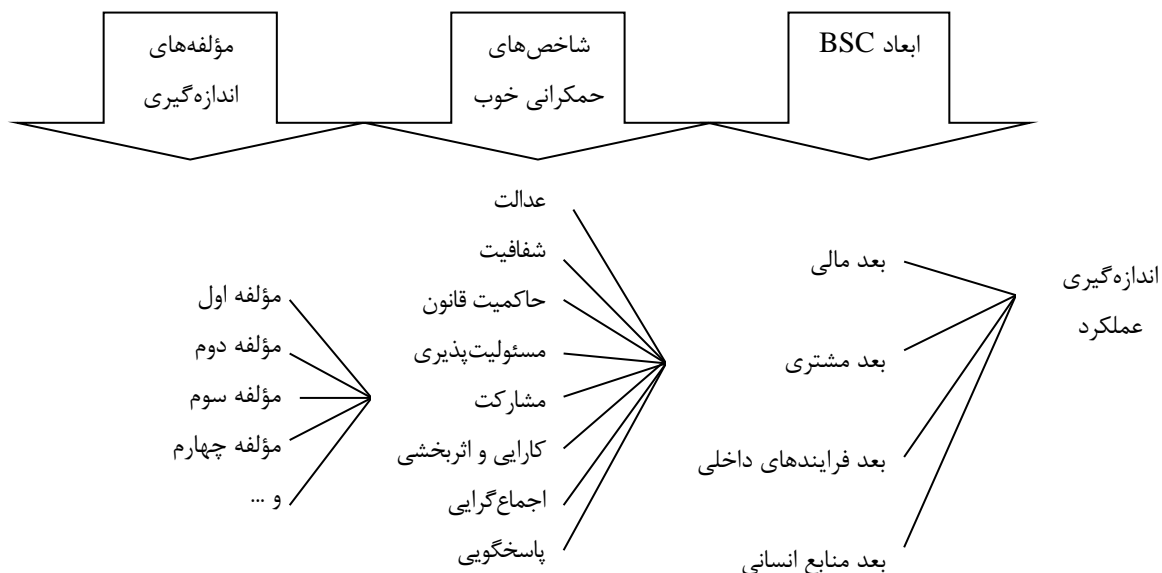 ابعاد BSC
شاخص‌های
حمکرانی خوب
مؤلفه‌های
اندازه‌گیری
اندازه‌گیری
عملکرد
بعد مالی
بعد مشتری
بعد فرایندهای داخلی
بعد منابع انسانی
عدالت
شفافیت
حاکمیت قانون
مسئولیت‌پذیری
مشارکت
کارایی و اثربخشی
اجماع‌گرایی
پاسخگویی
مؤلفه اول
مؤلفه دوم
مؤلفه سوم
مؤلفه چهارم
و ...